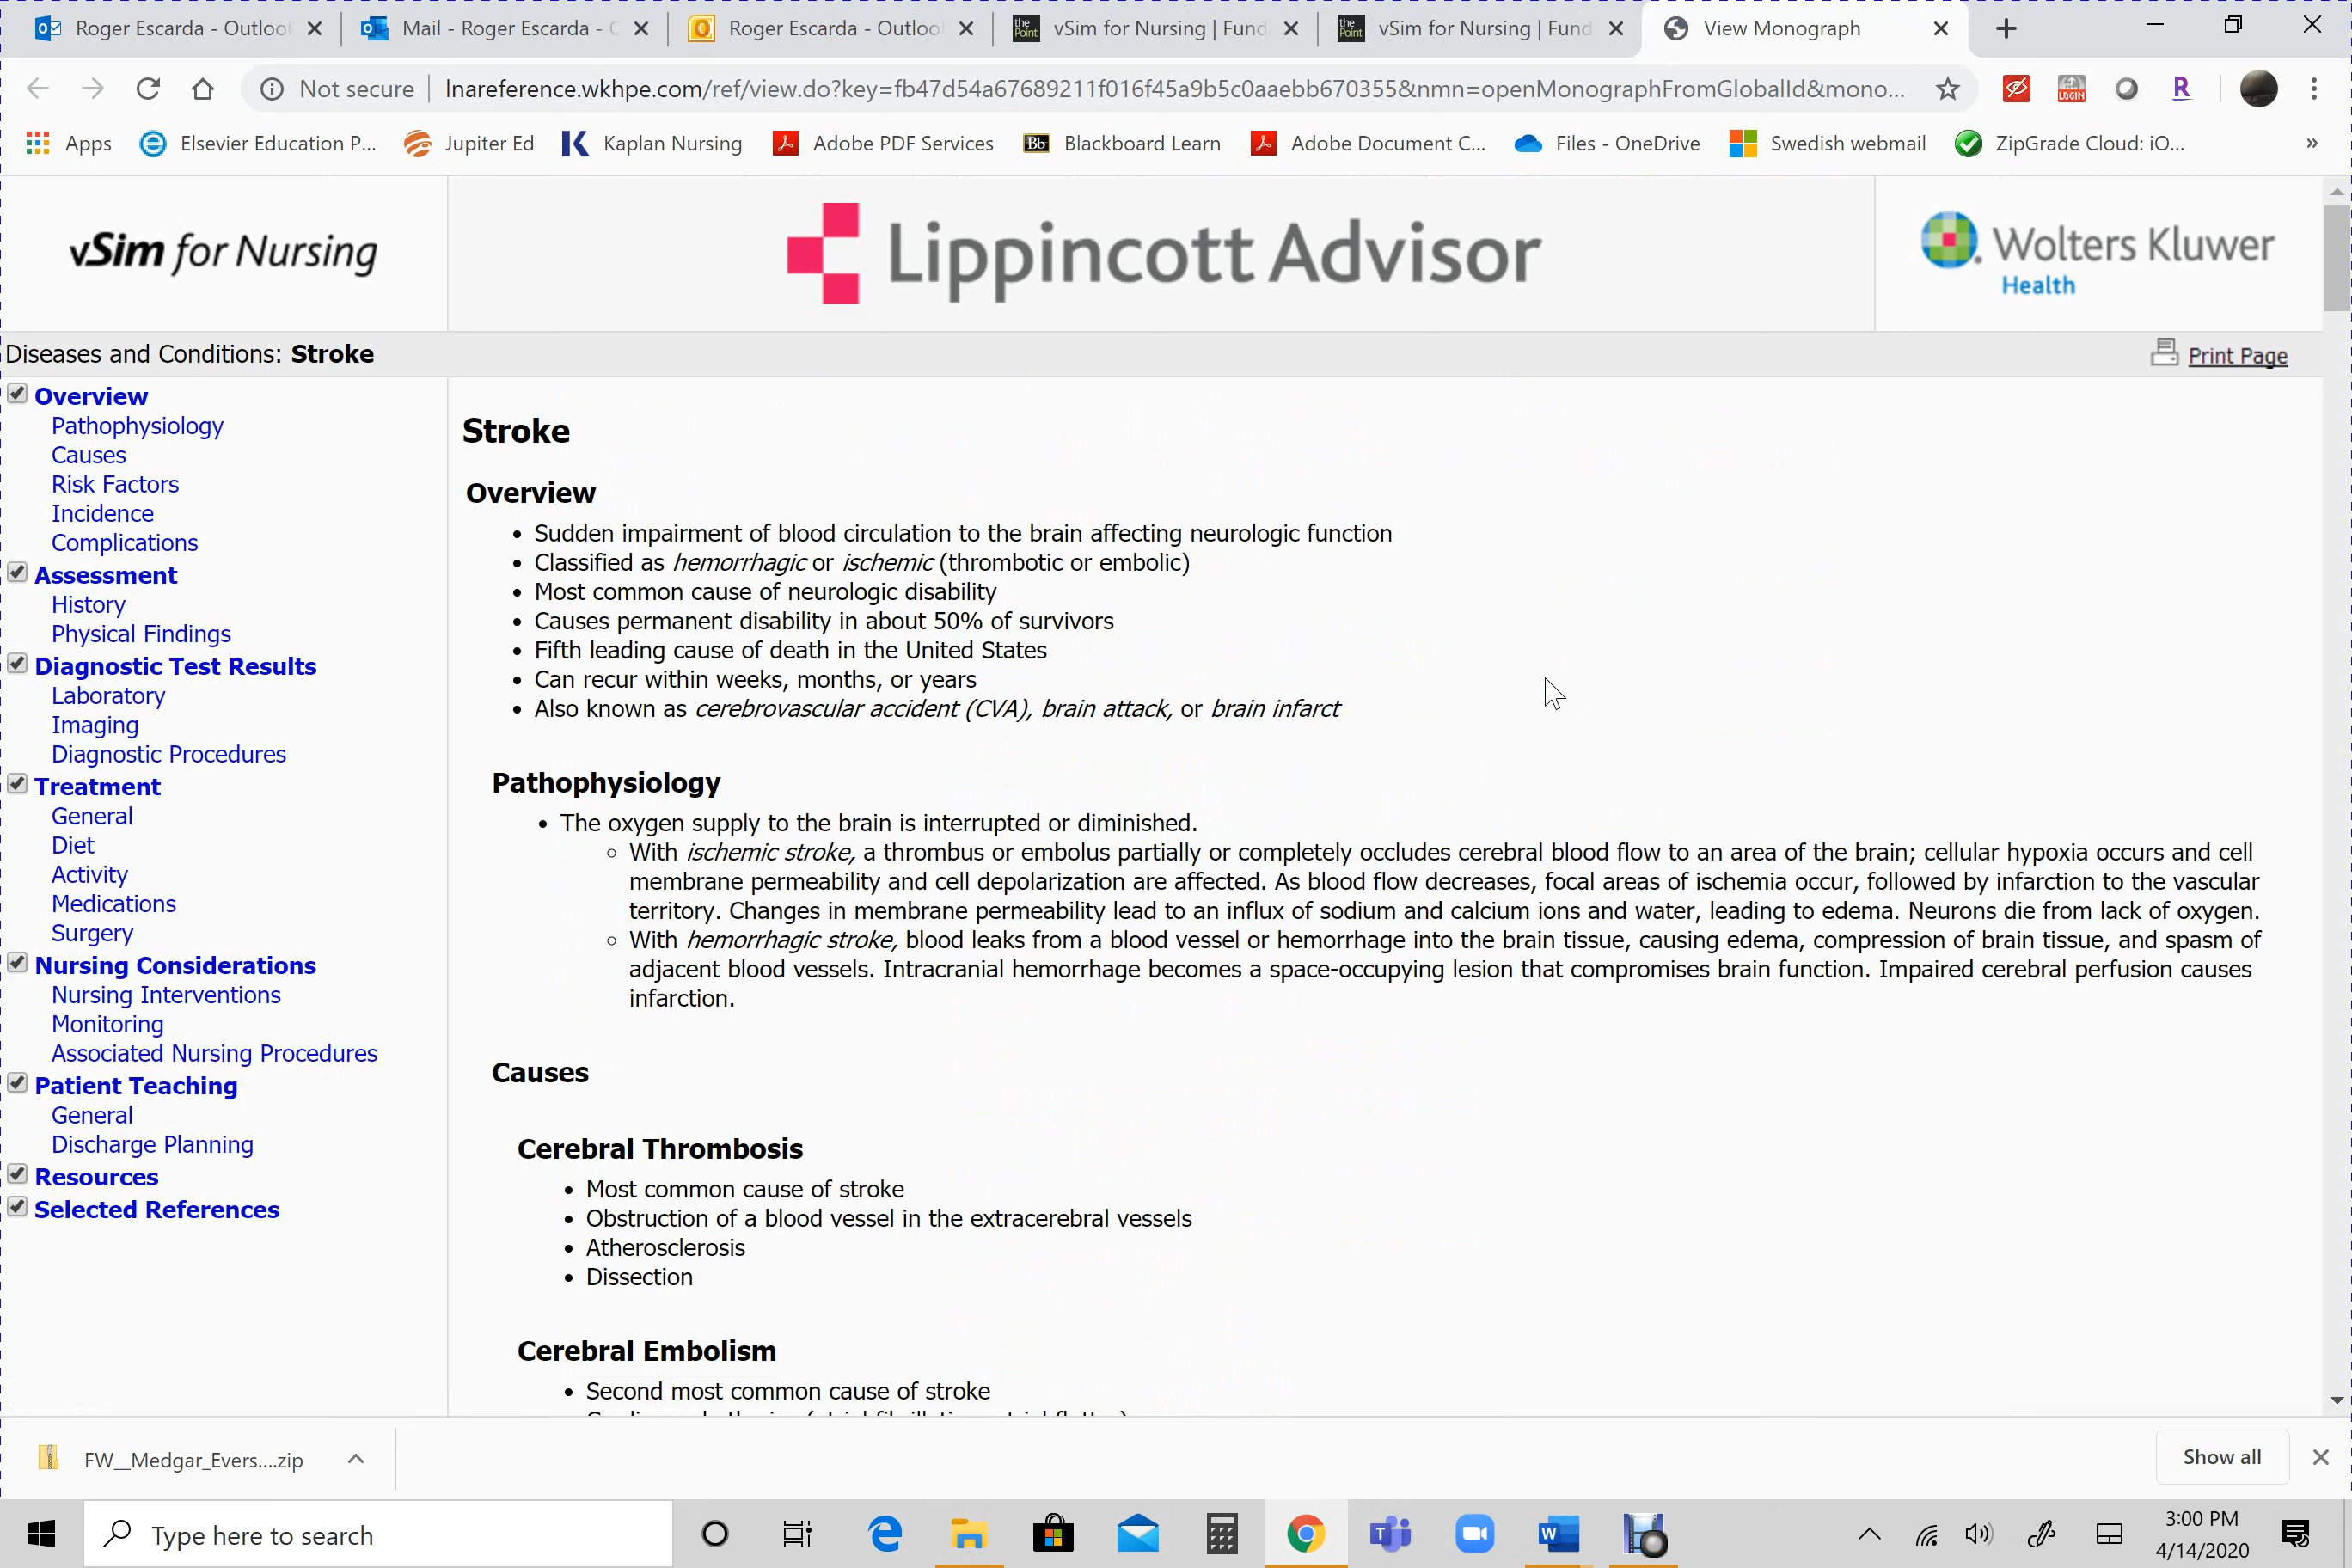 Roger Escarda - Outlook
Mail - Roger Escarda -
Roger Escarda - Outlook
the Point
vSim for Nursing | Fund
the Point
vSim for Nursing | Fund
View Monograph
Not secure
lnareference.wkhpe.com/ref/view.do?key=fb47d54a67689211f016f45a9b5c0aaebb670355&nmn=openMonographFromGlobalId&mono...
LOGIN
R
Apps
Elsevier Education P...
Jupiter Ed
Kaplan Nursing
Adobe PDF Services
Bb
Blackboard Learn
Adobe Document C...
Files - OneDrive
Swedish webmail
ZipGrade Cloud: iO...
»
vSim for Nursing
Lippincott Advisor
Wolters Kluwer
Health
Diseases and Conditions: Stroke
Print Page
Overview
Pathophysiology
Causes
Risk Factors
Incidence
Complications
Assessment
History
Physical Findings
Diagnostic Test Results
Laboratory
Imaging
Diagnostic Procedures
Treatment
General
Diet
Activity
Medications
Surgery
Nursing Considerations
Nursing Interventions
Monitoring
Associated Nursing Procedures
Patient Teaching
General
Discharge Planning
Resources
Selected References
Stroke
Overview
• Sudden impairment of blood circulation to the brain affecting neurologic function
• Classified as hemorrhagic or ischemic (thrombotic or embolic)
• Most common cause of neurologic disability
• Causes permanent disability in about 50% of survivors
• Fifth leading cause of death in the United States
• Can recur within weeks, months, or years
• Also known as cerebrovascular accident (CVA), brain attack, or brain infarct
Pathophysiology
• The oxygen supply to the brain is interrupted or diminished.
◦ With ischemic stroke, a thrombus or embolus partially or completely occludes cerebral blood flow to an area of the brain; cellular hypoxia occurs and cell
membrane permeability and cell depolarization are affected. As blood flow decreases, focal areas of ischemia occur, followed by infarction to the vascular
territory. Changes in membrane permeability lead to an influx of sodium and calcium ions and water, leading to edema. Neurons die from lack of oxygen.
◦ With hemorrhagic stroke, blood leaks from a blood vessel or hemorrhage into the brain tissue, causing edema, compression of brain tissue, and spasm of
adjacent blood vessels. Intracranial hemorrhage becomes a space-occupying lesion that compromises brain function. Impaired cerebral perfusion causes
infarction.
Causes
Cerebral Thrombosis
• Most common cause of stroke
• Obstruction of a blood vessel in the extracerebral vessels
• Atherosclerosis
• Dissection
Cerebral Embolism
• Second most common cause of stroke
FW__Medgar_Evers....zip
Show all
Type here to search
3:00 PM
4/14/2020